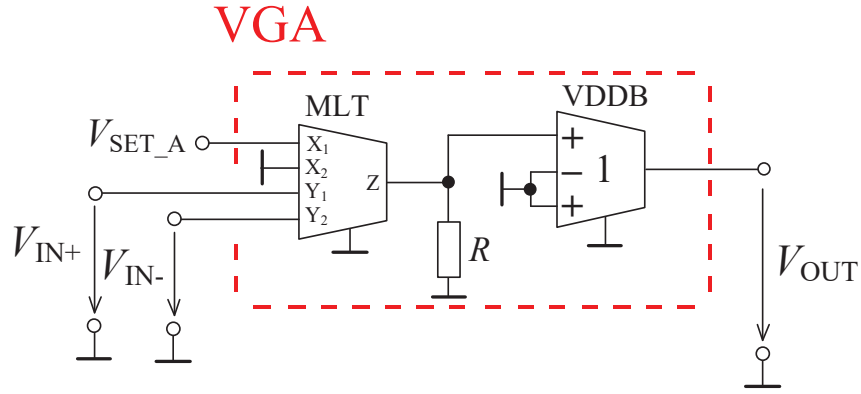 VGA
MLT
VDDB
V_SET_A
X₁
X₂
Y₁
Y₂
Z
+
−
+
1
R
V_IN+
V_IN-
V_OUT